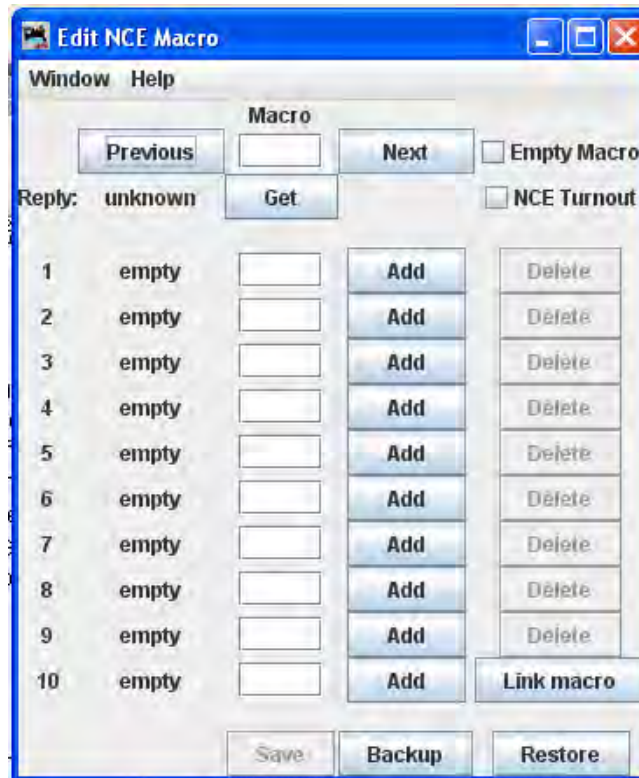 Edit NCE Macro
Window Help
Macro
Previous Next Empty Macro
Reply: unknown Get NCE Turnout
1 empty Add Delete
2 empty Add Delete
3 empty Add Delete
4 empty Add Delete
5 empty Add Delete
6 empty Add Delete
7 empty Add Delete
8 empty Add Delete
9 empty Add Delete
10 empty Add Link macro
Save Backup Restore